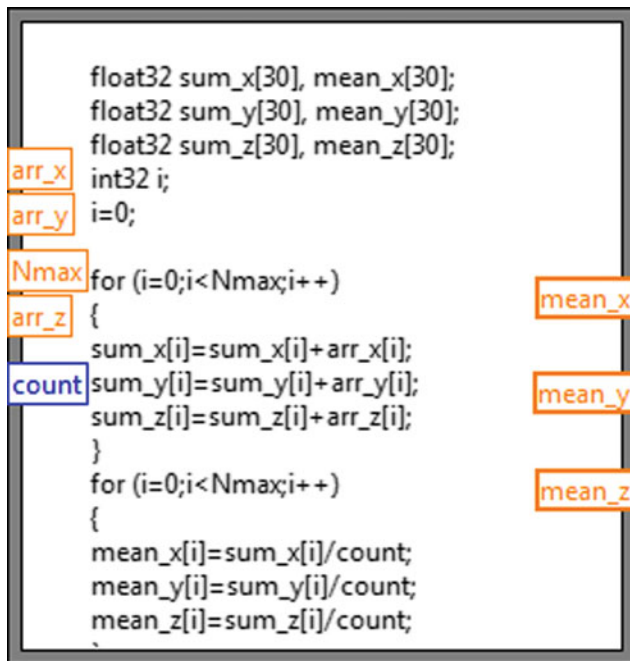 float32 sum_x[30], mean_x[30];
float32 sum_y[30], mean_y[30];
float32 sum_z[30], mean_z[30];
arr_x
int32 i;
arr_y
i=0;
Nmax
for (i=0;i<Nmax;i++)
mean_x
arr_z
{
sum_x[i]=sum_x[i]+arr_x[i];
count
sum_y[i]=sum_y[i]+arr_y[i];
mean_y
sum_z[i]=sum_z[i]+arr_z[i];
}
for (i=0;i<Nmax;i++)
mean_z
{
mean_x[i]=sum_x[i]/count;
mean_y[i]=sum_y[i]/count;
mean_z[i]=sum_z[i]/count;